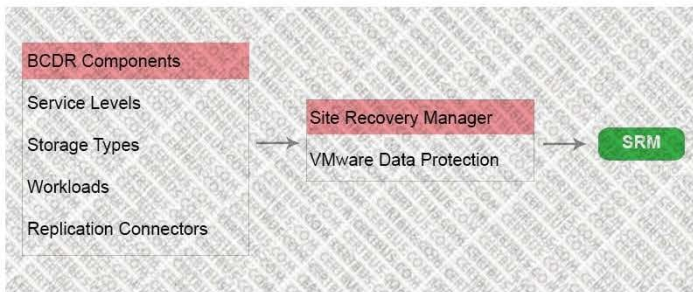 BCDR Components
Service Levels
Storage Types
Workloads
Replication Connectors
Site Recovery Manager
VMware Data Protection
SRM